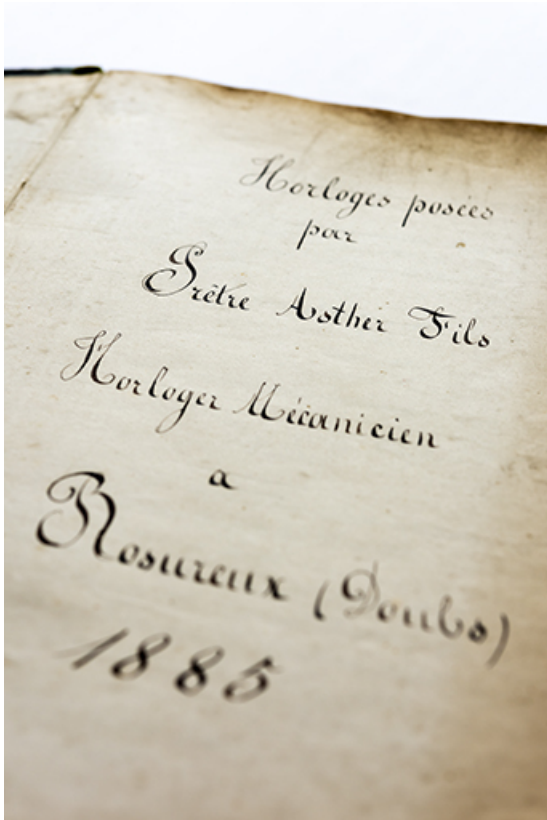 Horloges posées
par
Prêtre Asther Fils
Horloger Mécanicien
a
Rosureux (Doubs)
1885